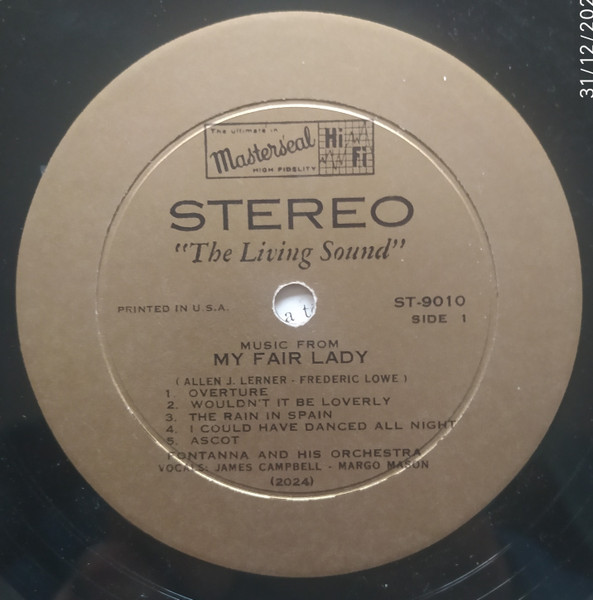 31/12/202
The ultimate in
Masterseal
HIGH FIDELITY
Hi
Fi
STEREO
"The Living Sound"
PRINTED IN U.S.A.
ST-9010
SIDE 1
a t
MUSIC FROM
MY FAIR LADY
(ALLEN J. LERNER - FREDERIC LOWE)
1. OVERTURE
2. WOULDN'T IT BE LOVERLY
3. THE RAIN IN SPAIN
4. I COULD HAVE DANCED ALL NIGHT
5. ASCOT
FONTANNA AND HIS ORCHESTRA
VOCALS: JAMES CAMPBELL - MARGO MASON
(2024)